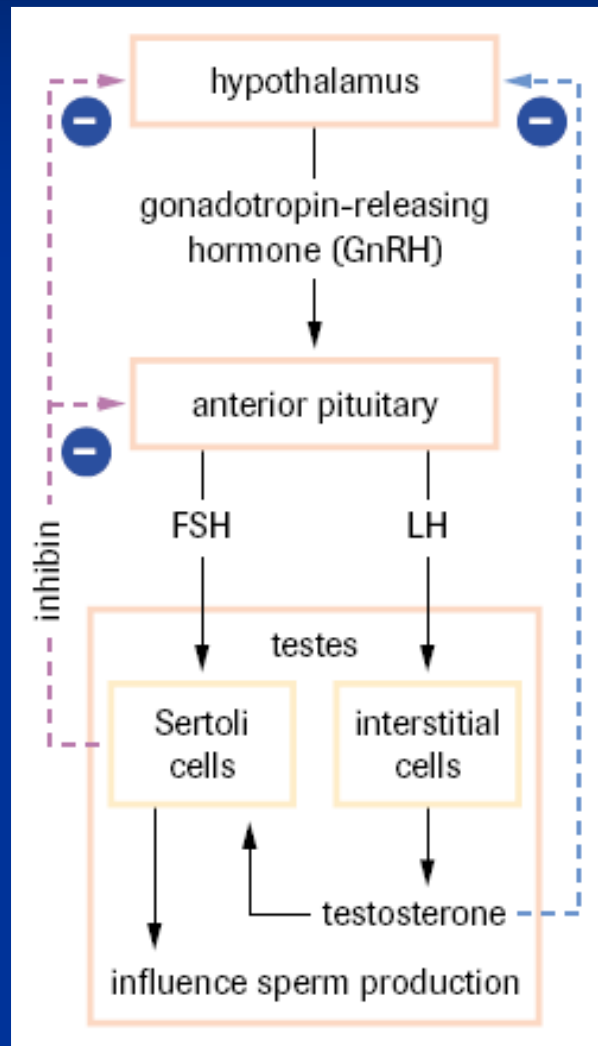 hypothalamus
−
−
gonadotropin-releasing
hormone (GnRH)
anterior pituitary
−
FSH
LH
inhibin
testes
Sertoli
cells
interstitial
cells
testosterone
influence sperm production